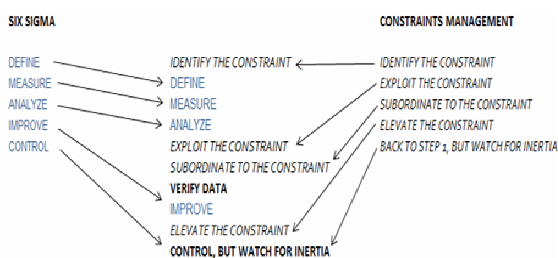 SIX SIGMA
DEFINE
MEASURE
ANALYZE
IMPROVE
CONTROL
IDENTIFY THE CONSTRAINT
DEFINE
MEASURE
ANALYZE
EXPLOIT THE CONSTRAINT
SUBORDINATE TO THE CONSTRAINT
VERIFY DATA
IMPROVE
ELEVATE THE CONSTRAINT
CONTROL, BUT WATCH FOR INERTIA
CONSTRAINTS MANAGEMENT
IDENTIFY THE CONSTRAINT
EXPLOIT THE CONSTRAINT
SUBORDINATE TO THE CONSTRAINT
ELEVATE THE CONSTRAINT
BACK TO STEP 1, BUT WATCH FOR INERTIA